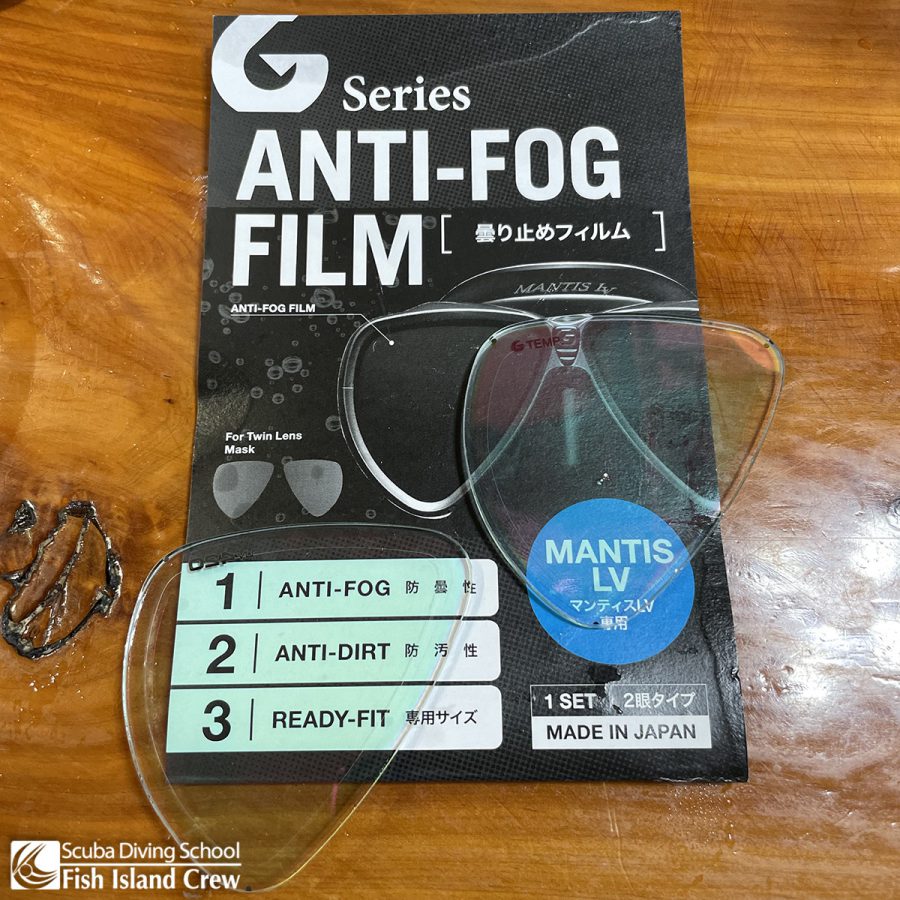 G Series
ANTI-FOG
FILM
[ 曇り止めフィルム ]
MANTIS LV
ANTI-FOG FILM
G TEMP
For Twin Lens
Mask
1 ANTI-FOG 防曇性
2 ANTI-DIRT 防汚性
3 READY-FIT 専用サイズ
MANTIS
LV
マンティスLV
専用
1 SET / 2眼タイプ
MADE IN JAPAN
Scuba Diving School
Fish Island Crew